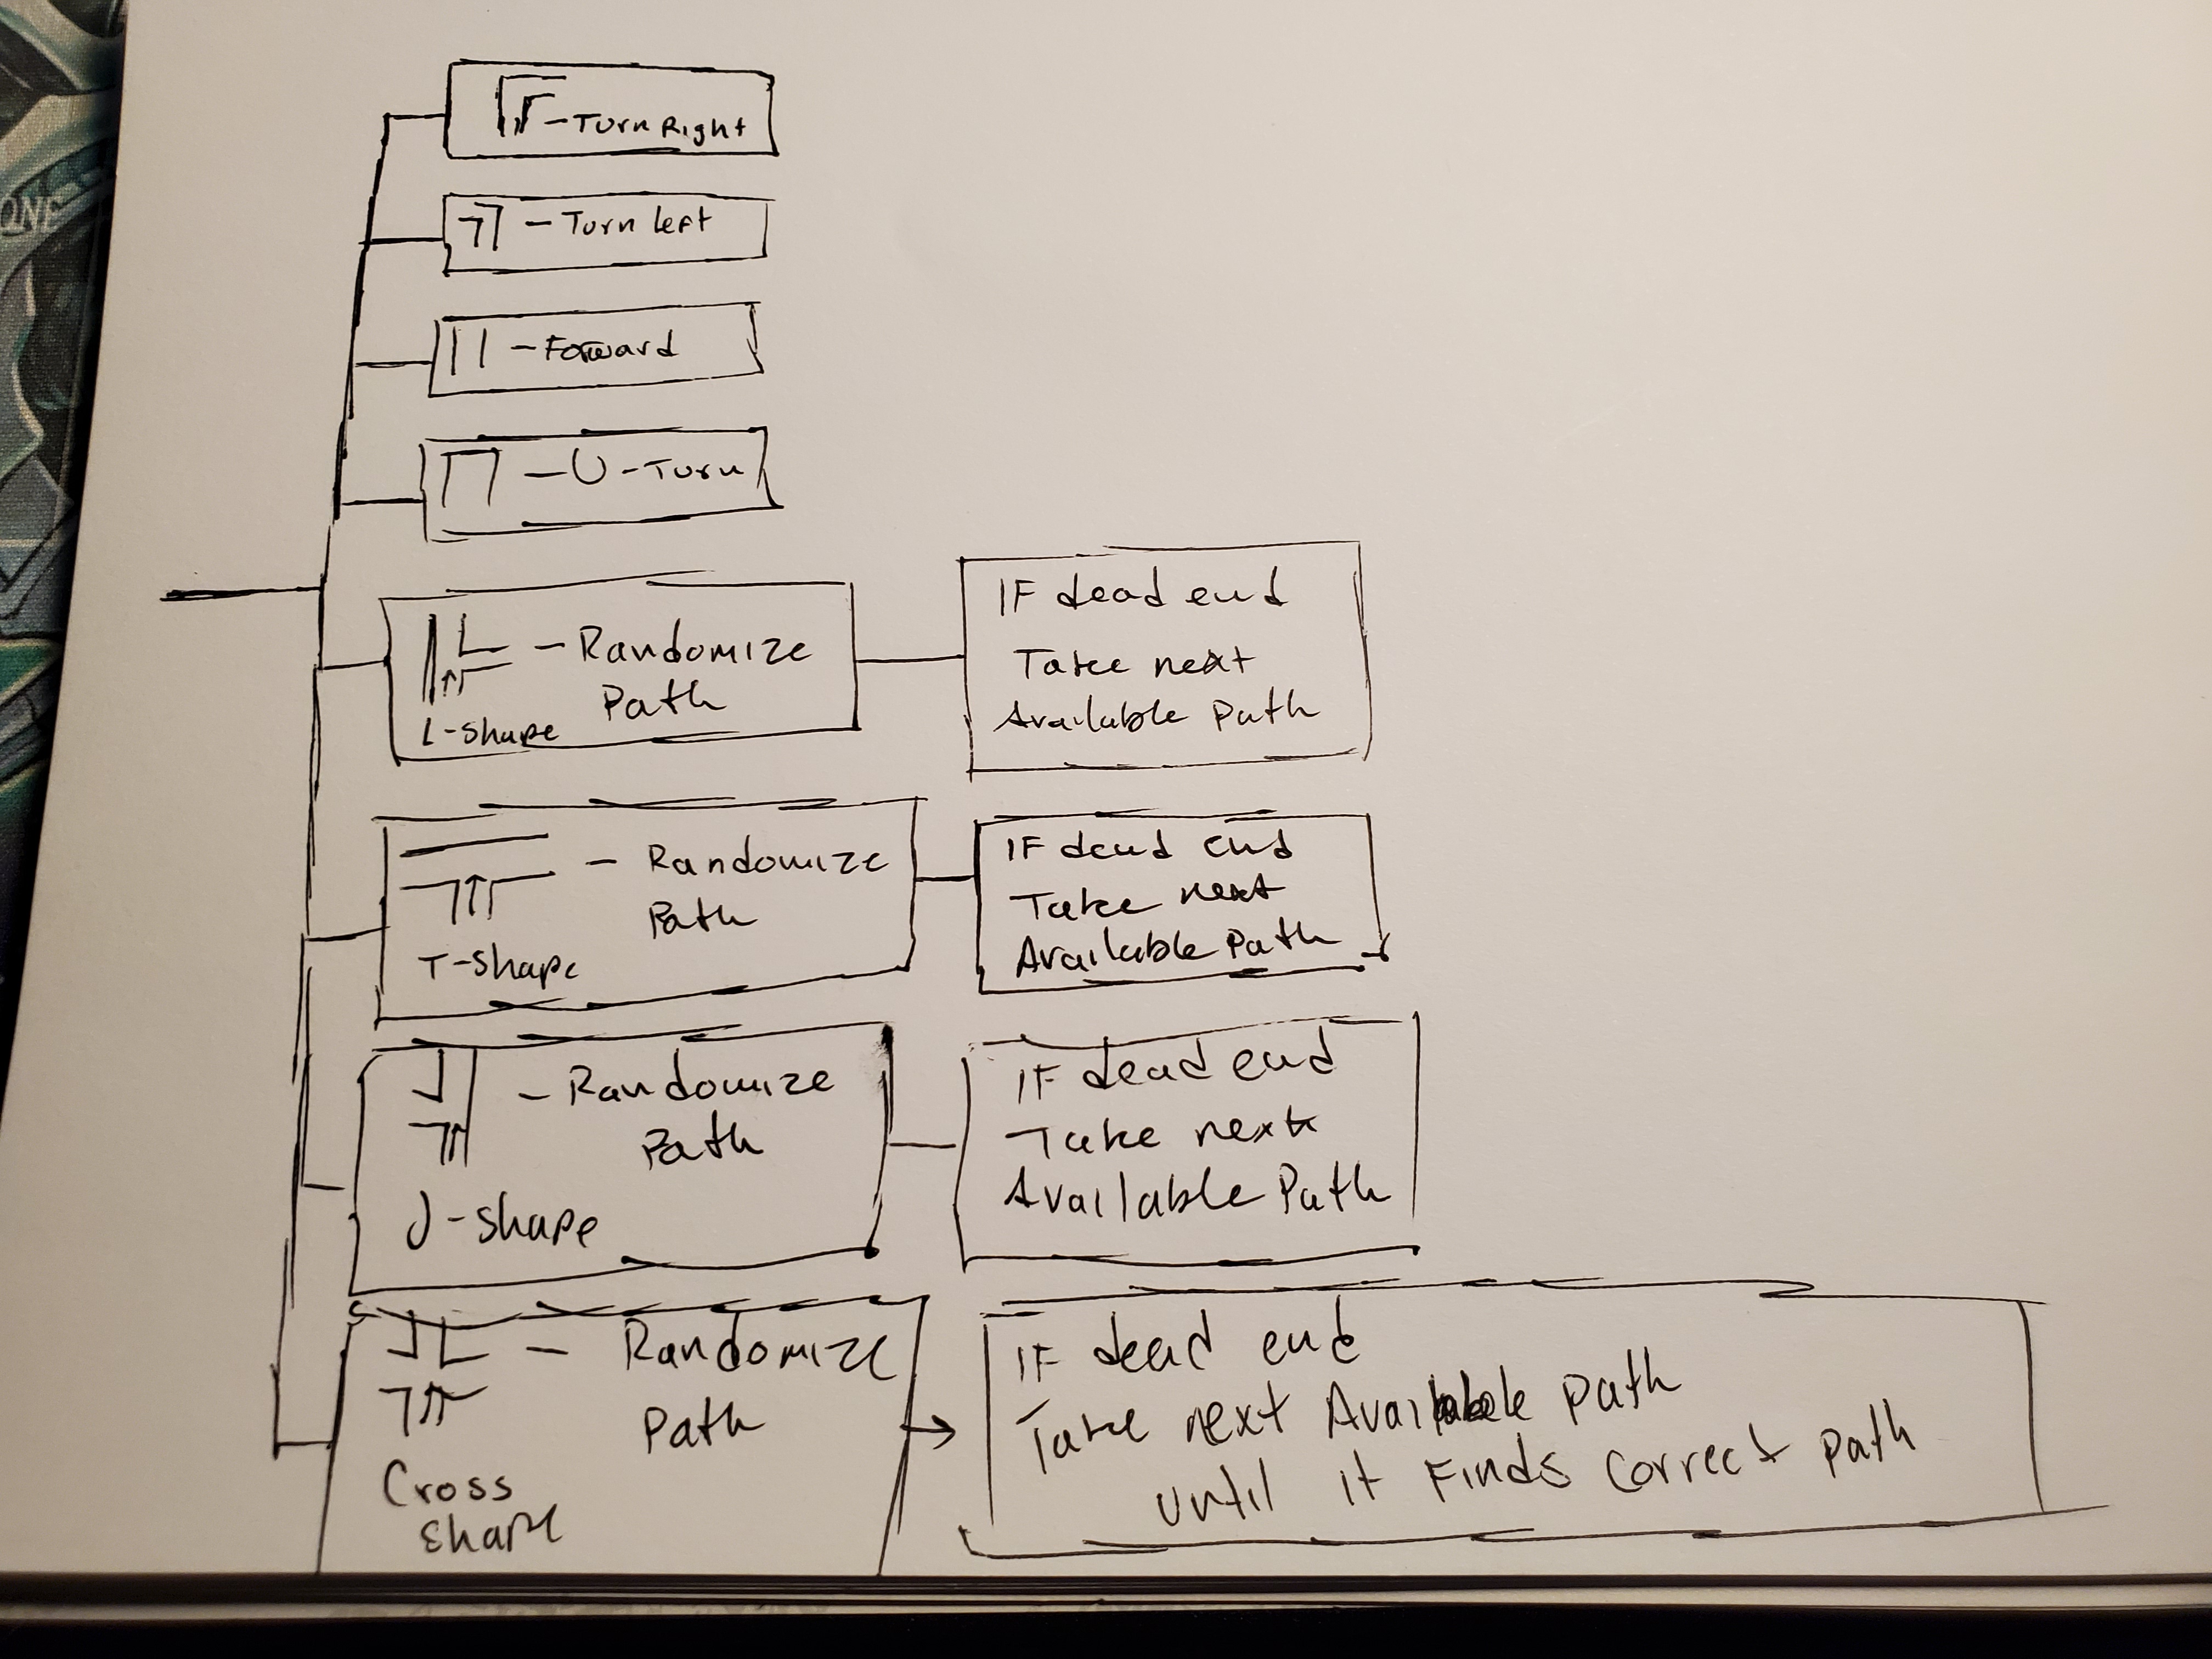 - Turn Right
- Turn Left
- Forward
- U-Turn
- Randomize
Path
L-shape
IF dead end
Take next
Available path
- Randomize
Path
T-shape
IF dead end
Take next
Available Path
- Randomize
Path
J-shape
IF dead end
Take next
Available Path
- Randomize
Path
Cross
shape
IF dead end
Take next Available path
until it Finds correct path